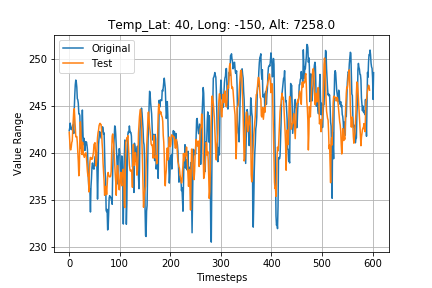 Temp_Lat: 40, Long: -150, Alt: 7258.0
Original
Test
Value Range
250
245
240
235
230
0 100 200 300 400 500 600
Timesteps